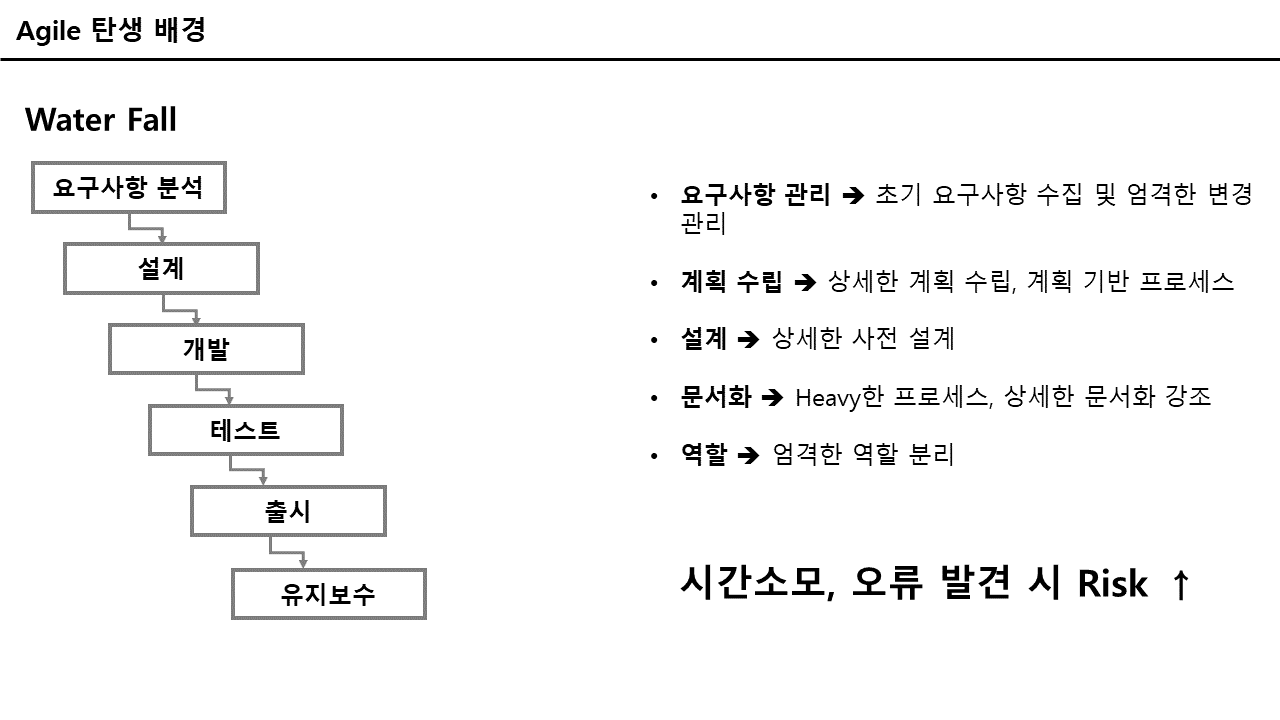 Agile 탄생 배경
Water Fall
요구사항 분석
설계
개발
테스트
출시
유지보수
• 요구사항 관리 ➔ 초기 요구사항 수집 및 엄격한 변경
관리
• 계획 수립 ➔ 상세한 계획 수립, 계획 기반 프로세스
• 설계 ➔ 상세한 사전 설계
• 문서화 ➔ Heavy한 프로세스, 상세한 문서화 강조
• 역할 ➔ 엄격한 역할 분리
시간소모, 오류 발견 시 Risk ↑